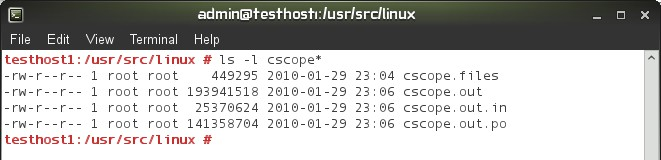 admin@testhost1:/usr/src/linux
File Edit View Terminal Help
testhost1:/usr/src/linux # ls -l cscope*
-rw-r--r-- 1 root root    449295 2010-01-29 23:04 cscope.files
-rw-r--r-- 1 root root 193941518 2010-01-29 23:06 cscope.out
-rw-r--r-- 1 root root  25370624 2010-01-29 23:06 cscope.out.in
-rw-r--r-- 1 root root 141358704 2010-01-29 23:06 cscope.out.po
testhost1:/usr/src/linux #